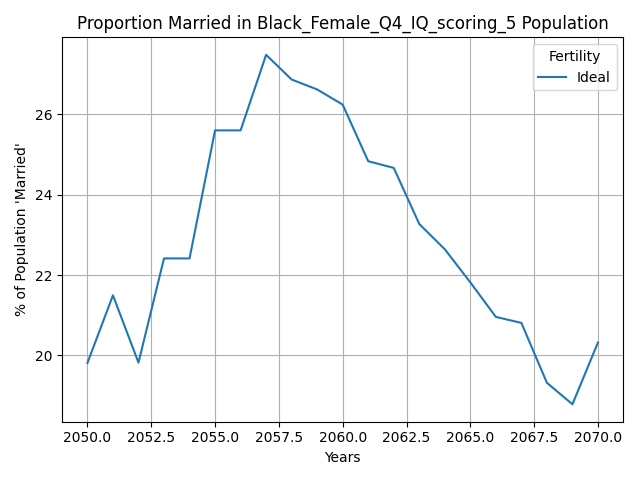 Proportion Married in Black_Female_Q4_IQ_scoring_5 Population
Fertility
Ideal
% of Population 'Married'
26
24
22
20
2050.0 2052.5 2055.0 2057.5 2060.0 2062.5 2065.0 2067.5 2070.0
Years